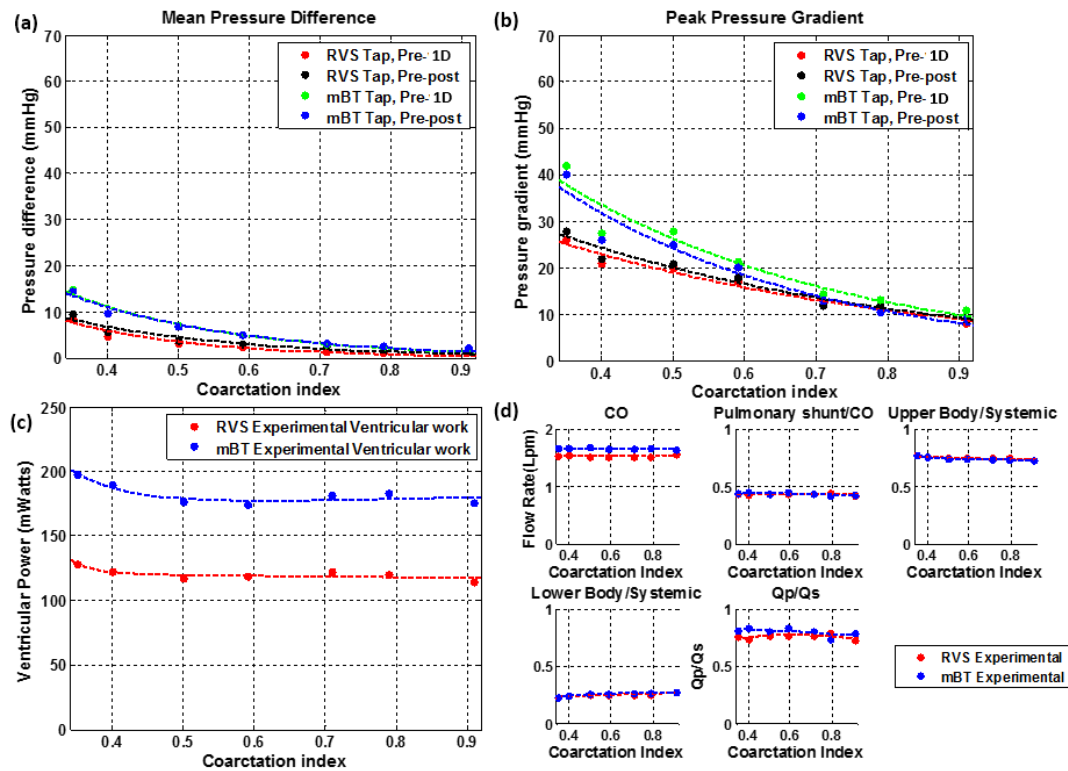 (a)
Mean Pressure Difference
70
60
50
40
30
20
10
0
Pressure difference (mmHg)
RVS Tap, Pre-1D
RVS Tap, Pre-post
mBT Tap, Pre-1D
mBT Tap, Pre-post
0.4 0.5 0.6 0.7 0.8 0.9
Coarctation index
(b)
Peak Pressure Gradient
70
60
50
40
30
20
10
0
Pressure gradient (mmHg)
RVS Tap, Pre-1D
RVS Tap, Pre-post
mBT Tap, Pre-1D
mBT Tap, Pre-post
0.4 0.5 0.6 0.7 0.8 0.9
Coarctation index
(c)
250
200
150
100
50
0
Ventricular Power (mWatts)
RVS Experimental Ventricular work
mBT Experimental Ventricular work
0.4 0.5 0.6 0.7 0.8 0.9
Coarctation index
(d)
CO
2
1
0
Flow Rate(Lpm)
0.4 0.6 0.8
Coarctation Index
Pulmonary shunt/CO
1
0.5
0
0.4 0.6 0.8
Coarctation Index
Upper Body/Systemic
1
0.5
0
0.4 0.6 0.8
Coarctation Index
Lower Body/Systemic
1
0.5
0
0.4 0.6 0.8
Coarctation Index
Qp/Qs
1
0.5
0
Qp/Qs
0.4 0.6 0.8
Coarctation Index
RVS Experimental
mBT Experimental